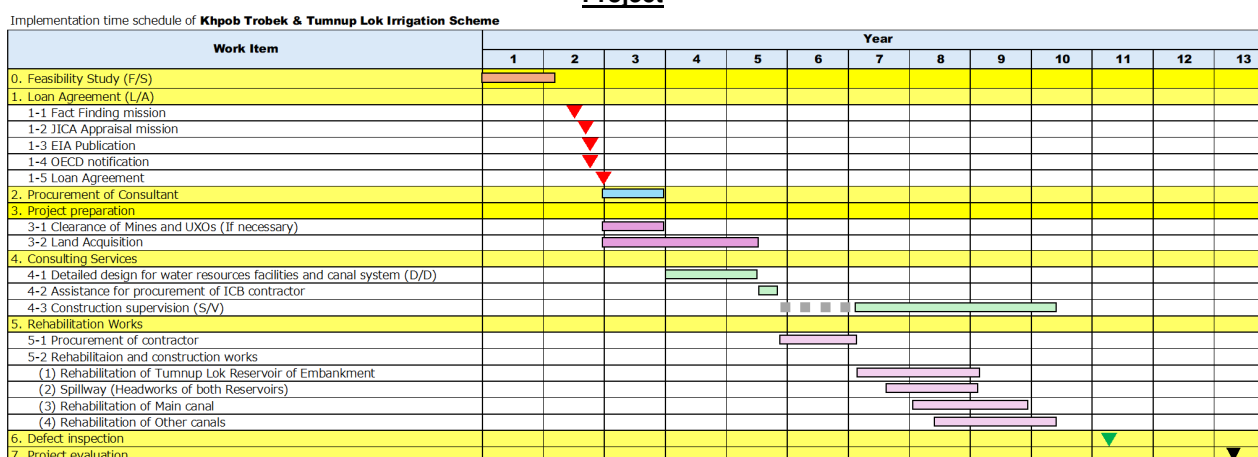 Project
Implementation time schedule of Khpob Trobek & Tumnup Lok Irrigation Scheme
Work Item
Year
1 2 3 4 5 6 7 8 9 10 11 12 13
0. Feasibility Study (F/S)
1. Loan Agreement (L/A)
1-1 Fact Finding mission
1-2 JICA Appraisal mission
1-3 EIA Publication
1-4 OECD notification
1-5 Loan Agreement
2. Procurement of Consultant
3. Project preparation
3-1 Clearance of Mines and UXOs (If necessary)
3-2 Land Acquisition
4. Consulting Services
4-1 Detailed design for water resources facilities and canal system (D/D)
4-2 Assistance for procurement of ICB contractor
4-3 Construction supervision (S/V)
5. Rehabilitation Works
5-1 Procurement of contractor
5-2 Rehabilitaion and construction works
(1) Rehabilitation of Tumnup Lok Reservoir of Embankment
(2) Spillway (Headworks of both Reservoirs)
(3) Rehabilitation of Main canal
(4) Rehabilitation of Other canals
6. Defect inspection
7. Project evaluation